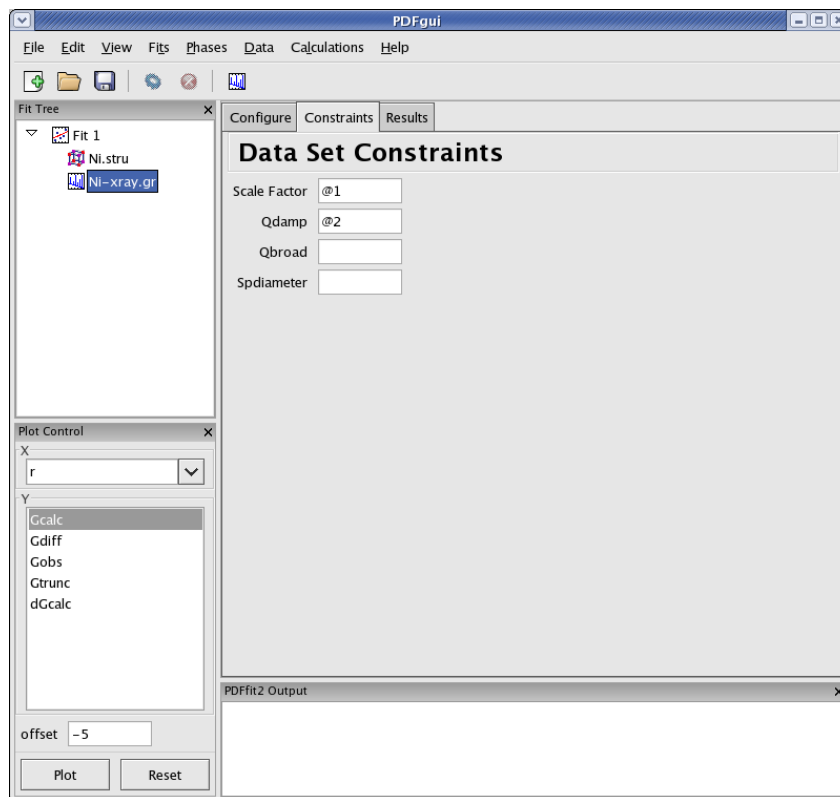 PDFgui
File Edit View Fits Phases Data Calculations Help
Fit Tree
Fit 1
Ni.stru
Ni-xray.gr
Configure Constraints Results
Data Set Constraints
Scale Factor @1
Qdamp @2
Qbroad
Spdiameter
Plot Control
X
r
Y
Gcalc
Gdiff
Gobs
Gtrunc
dGcalc
offset -5
Plot Reset
PDFfit2 Output